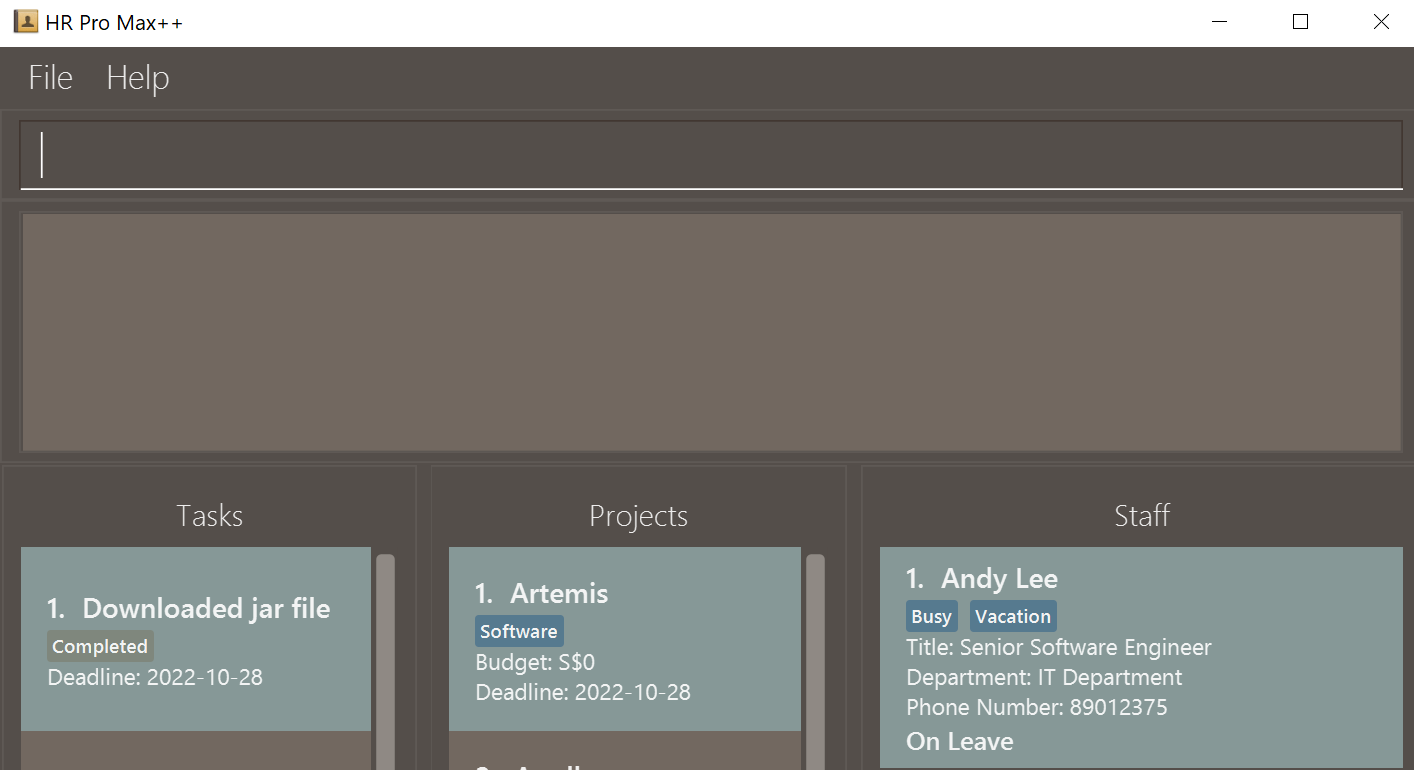 HR Pro Max++
File Help
Tasks
1. Downloaded jar file
Completed
Deadline: 2022-10-28
Projects
1. Artemis
Software
Budget: S$0
Deadline: 2022-10-28
Staff
1. Andy Lee
Busy Vacation
Title: Senior Software Engineer
Department: IT Department
Phone Number: 89012375
On Leave